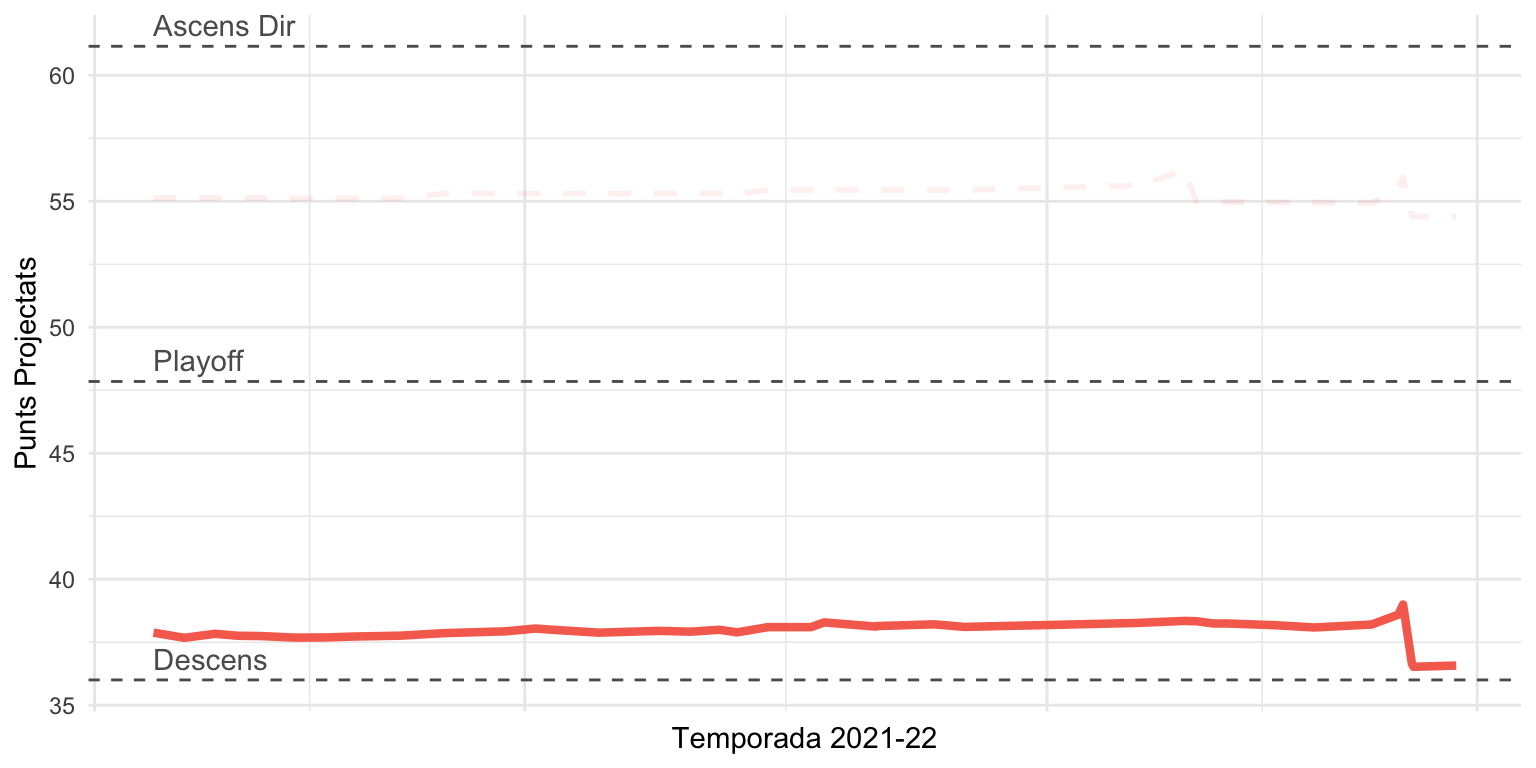 Ascens Dir
60
55
50
Playoff
45
40
Descens
35
Punts Projectats
Temporada 2021-22